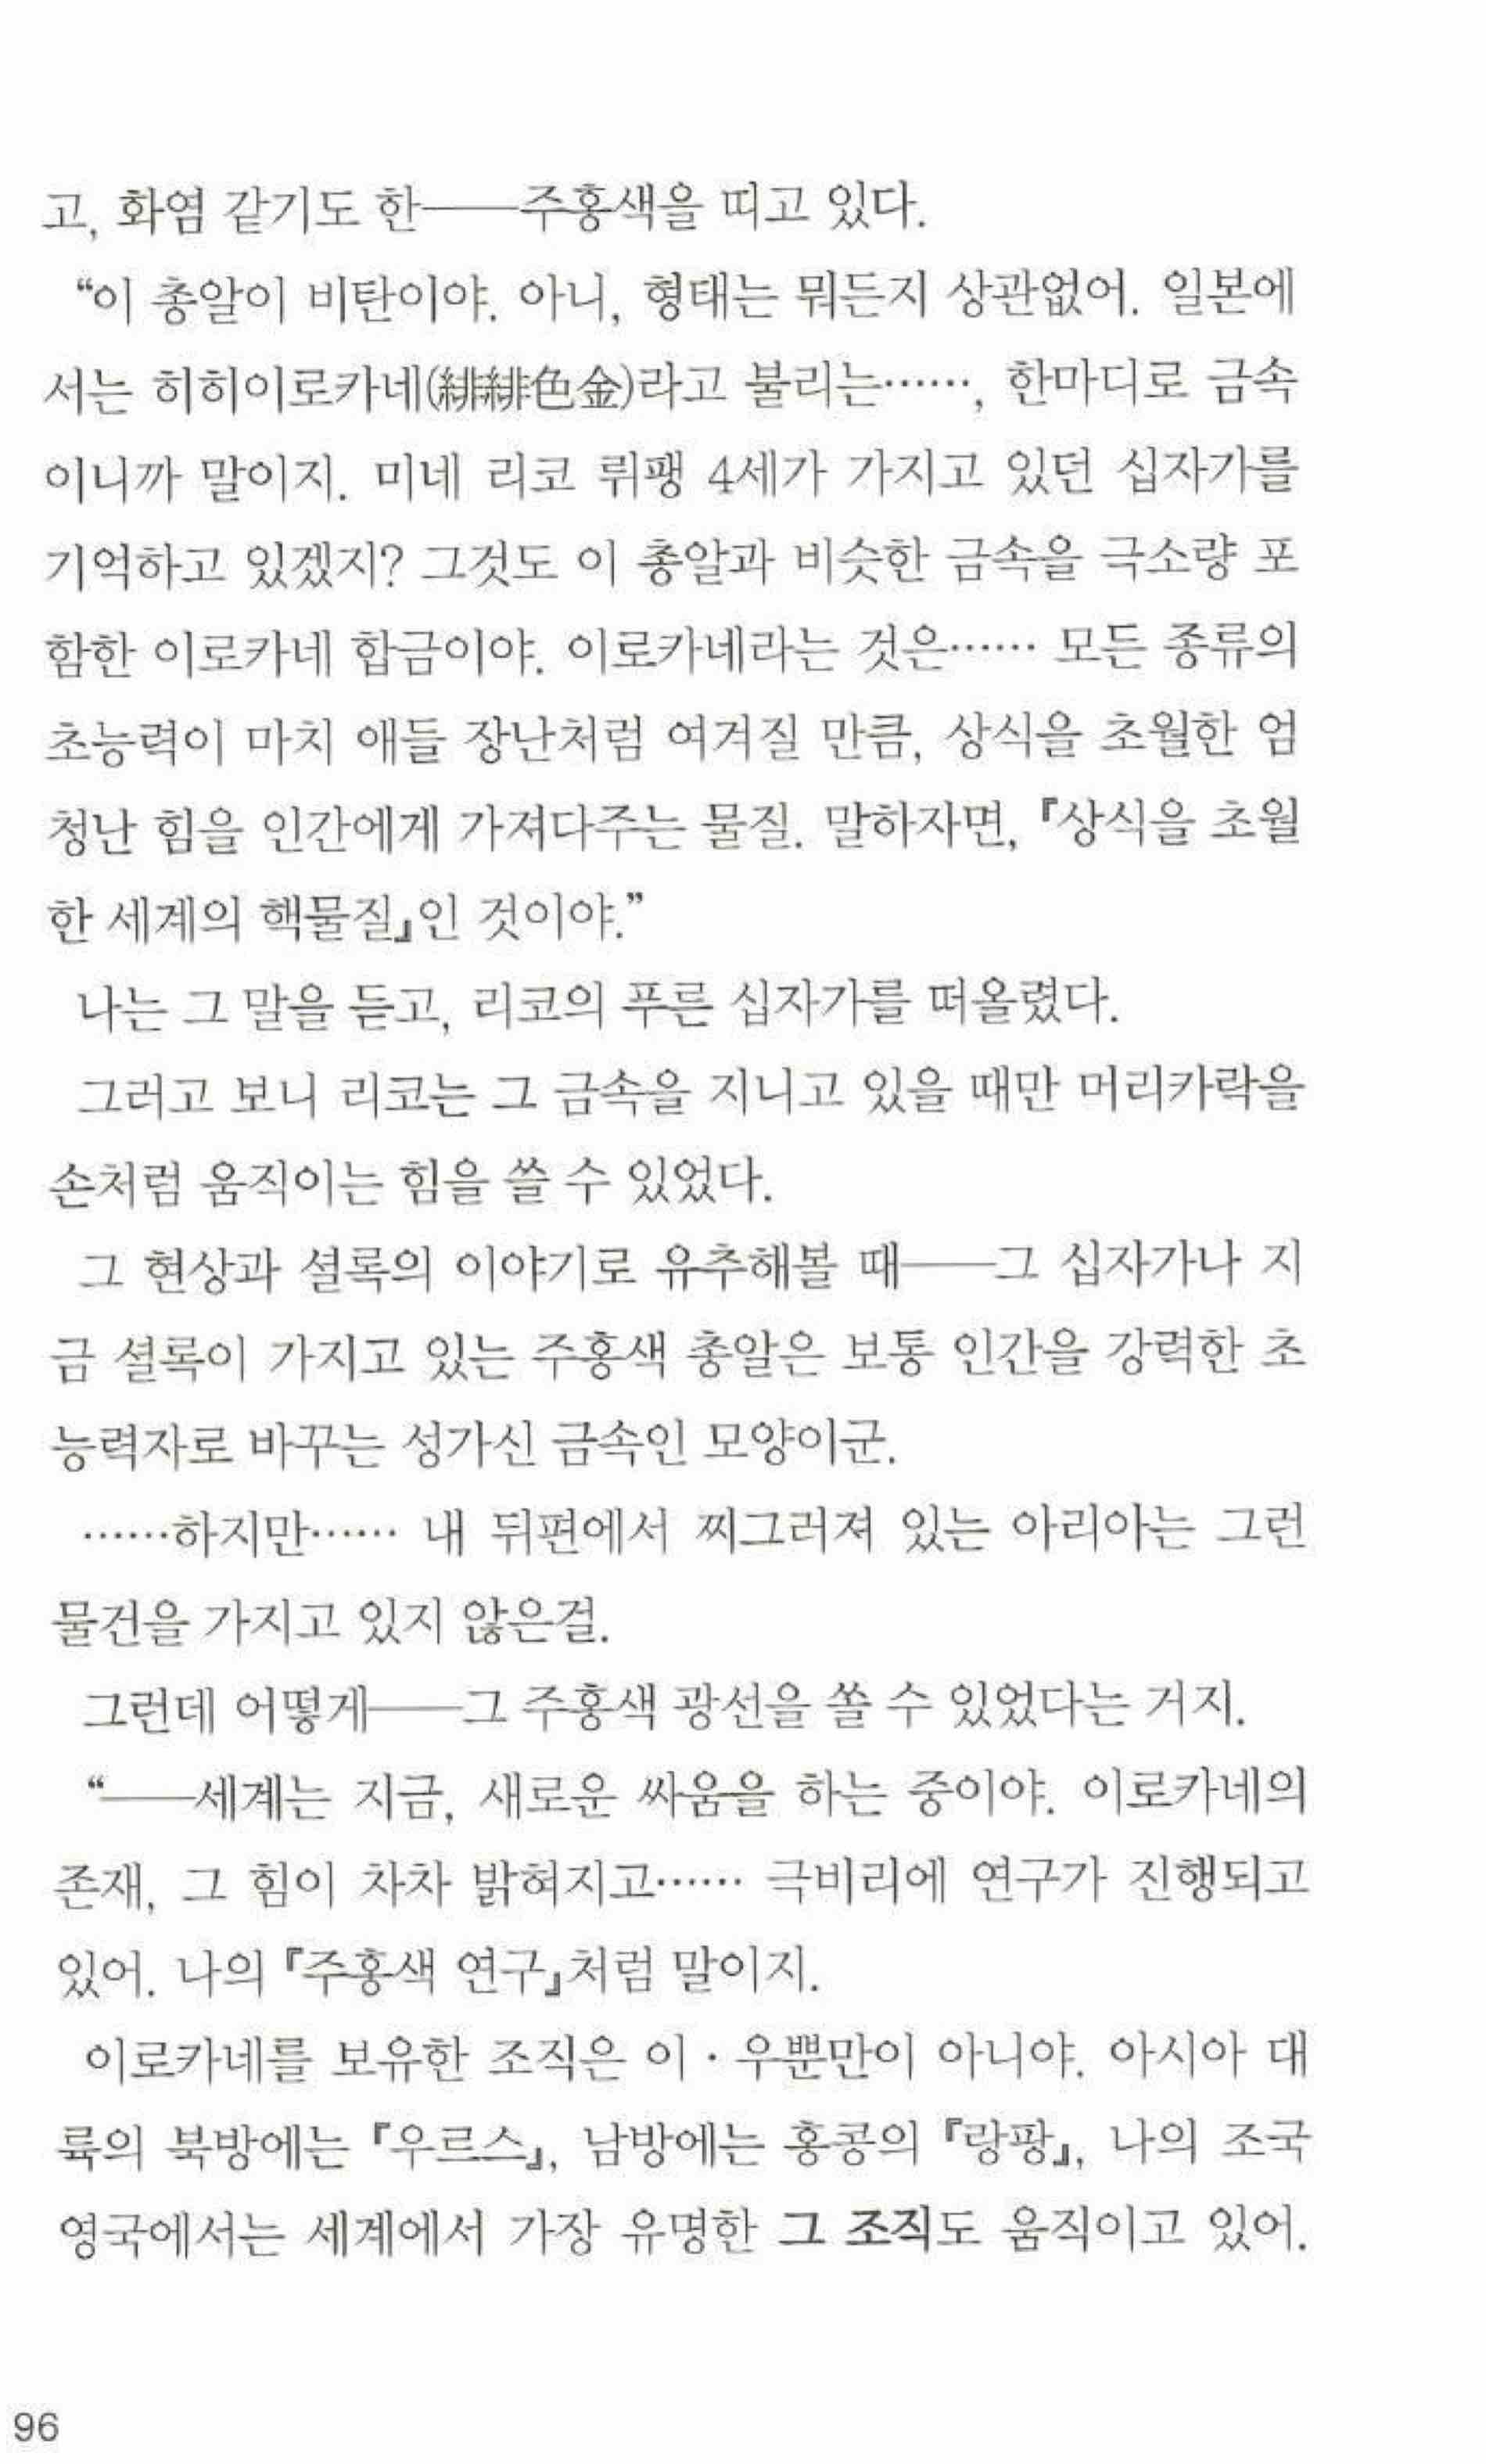 고, 화염 같기도 한――주홍색을 띠고 있다.
“이 총알이 비탄이야. 아니, 형태는 뭐든지 상관없어. 일본에
서는 히히이로카네(緋緋色金)라고 불리는……, 한마디로 금속
이니까 말이지. 미네 리코 뤼팽 4세가 가지고 있던 십자가를
기억하고 있겠지? 그것도 이 총알과 비슷한 금속을 극소량 포
함한 이로카네 합금이야. 이로카네라는 것은…… 모든 종류의
초능력이 마치 애들 장난처럼 여겨질 만큼, 상식을 초월한 엄
청난 힘을 인간에게 가져다주는 물질. 말하자면, 『상식을 초월
한 세계의 핵물질』인 것이야.”
나는 그 말을 듣고, 리코의 푸른 십자가를 떠올렸다.
그러고 보니 리코는 그 금속을 지니고 있을 때만 머리카락을
손처럼 움직이는 힘을 쓸 수 있었다.
그 현상과 셜록의 이야기로 유추해볼 때――그 십자가나 지
금 셜록이 가지고 있는 주홍색 총알은 보통 인간을 강력한 초
능력자로 바꾸는 성가신 금속인 모양이군.
……하지만…… 내 뒤편에서 찌그러져 있는 아리아는 그런
물건을 가지고 있지 않은걸.
그런데 어떻게――그 주홍색 광선을 쏠 수 있었다는 거지.
“――세계는 지금, 새로운 싸움을 하는 중이야. 이로카네의
존재, 그 힘이 차차 밝혀지고…… 극비리에 연구가 진행되고
있어. 나의 『주홍색 연구』처럼 말이지.
이로카네를 보유한 조직은 이·우뿐만이 아니야. 아시아 대
륙의 북방에는 『우르스』, 남방에는 홍콩의 『랑팡』, 나의 조국
영국에서는 세계에서 가장 유명한 그 조직도 움직이고 있어.
96